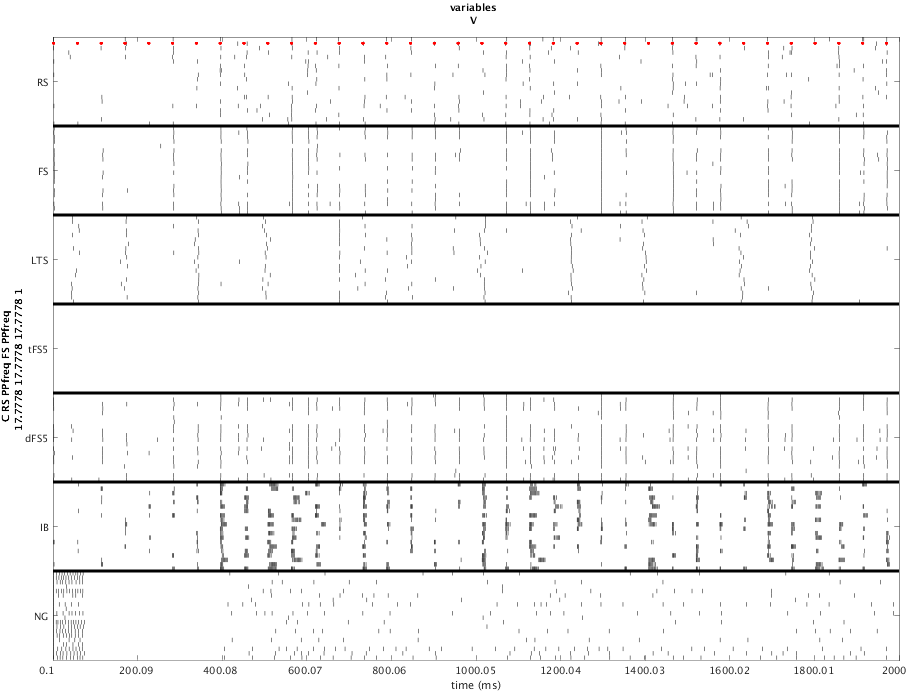 variables
V
RS
FS
LTS
tFS5
dFS5
IB
NG
C RS PPfreq FS PPfreq
17.7778 17.7778 17.7778 1
0.1 200.09 400.08 600.07 800.06 1000.05 1200.04 1400.03 1600.02 1800.01 2000
time (ms)